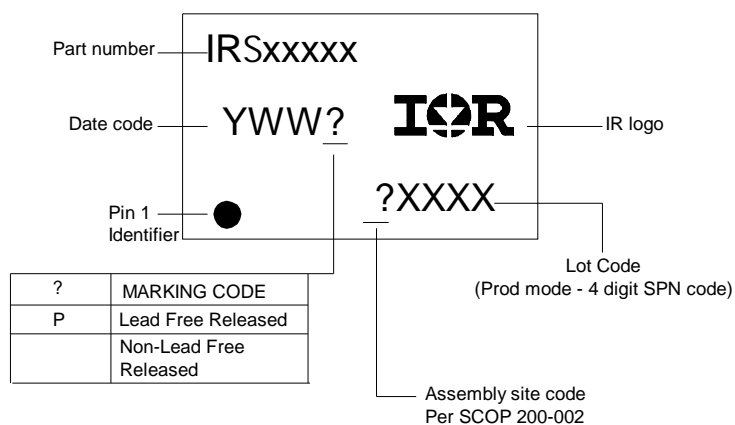 Part number
IRSxxxxx
Date code
YWW?
IOR
IR logo
?XXXX
Pin 1
Identifier
Lot Code
(Prod mode - 4 digit SPN code)
? MARKING CODE
P Lead Free Released
Non-Lead Free
Released
Assembly site code
Per SCOP 200-002